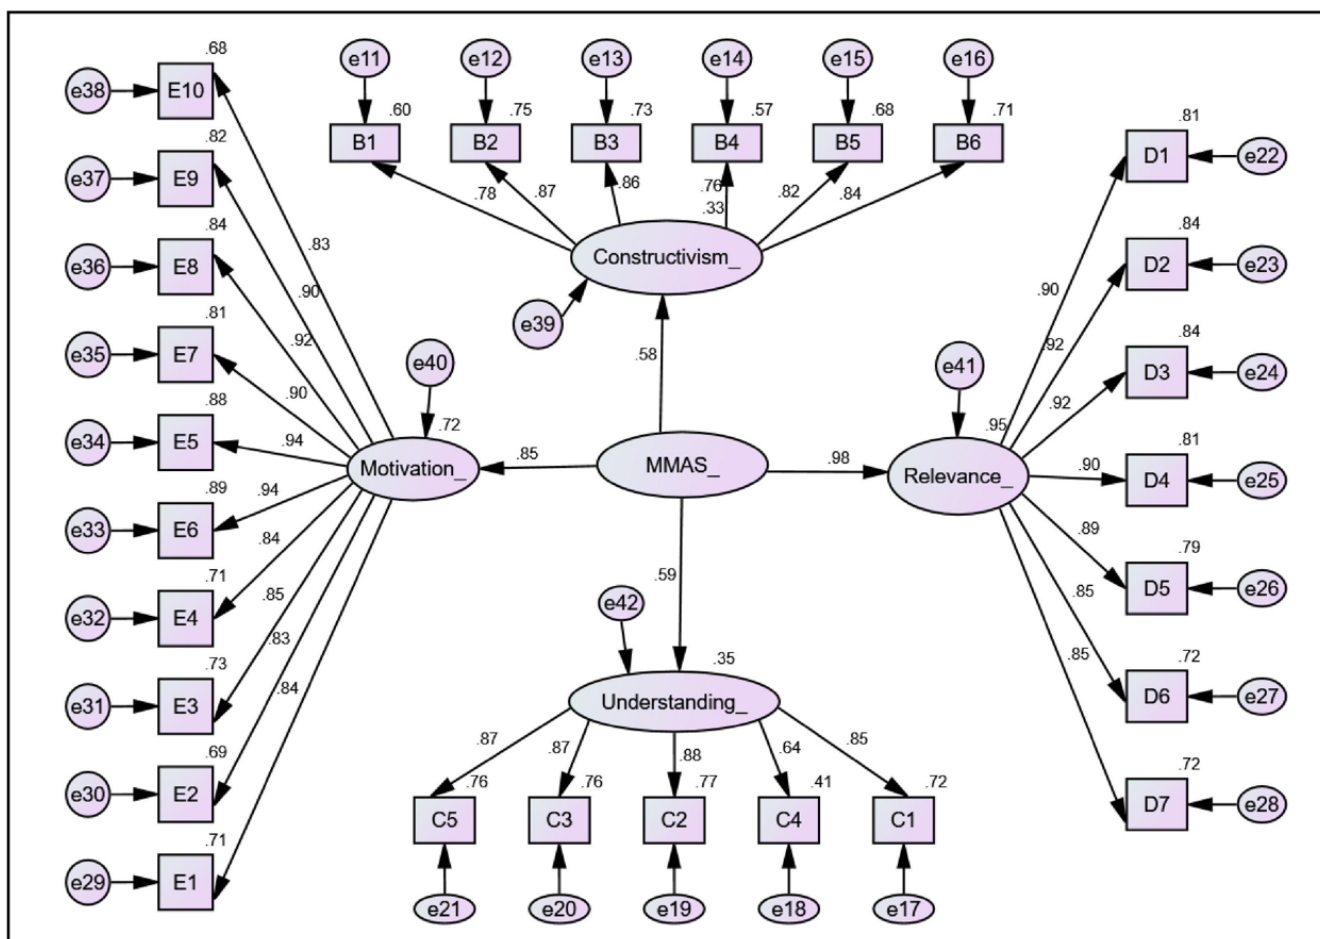 e11 e12 e13 e14 e15 e16
.68 .60 .75 .73 .57 .68 .71 .81
e38 E10 B1 B2 B3 B4 B5 B6 D1 e22
.82 .78 .87 .86 .76 .82 .84
e37 E9 .33
.84 .83 Constructivism_ .84
e36 E8 D2 e23
.90 .90
.81 e39
.92 .58 .92 .84
e35 E7 e40 e41 D3 e24
.90 .92
.88 .72 .95 .81
e34 E5 .94 Motivation_ .85 MMAS_ .98 Relevance_ .90 D4 e25
.89 .94
e33 E6 .84 .89
.71 .85 .59 .79
e32 E4 e42 .85 D5 e26
.73 .83 .35 .85 .72
e31 E3 .84 Understanding_ D6 e27
.69 .87 .87 .88 .64 .85 .72
e30 E2 .76 .76 .77 .41 .72 D7 e28
.71 C5 C3 C2 C4 C1
e29 E1 e21 e20 e19 e18 e17